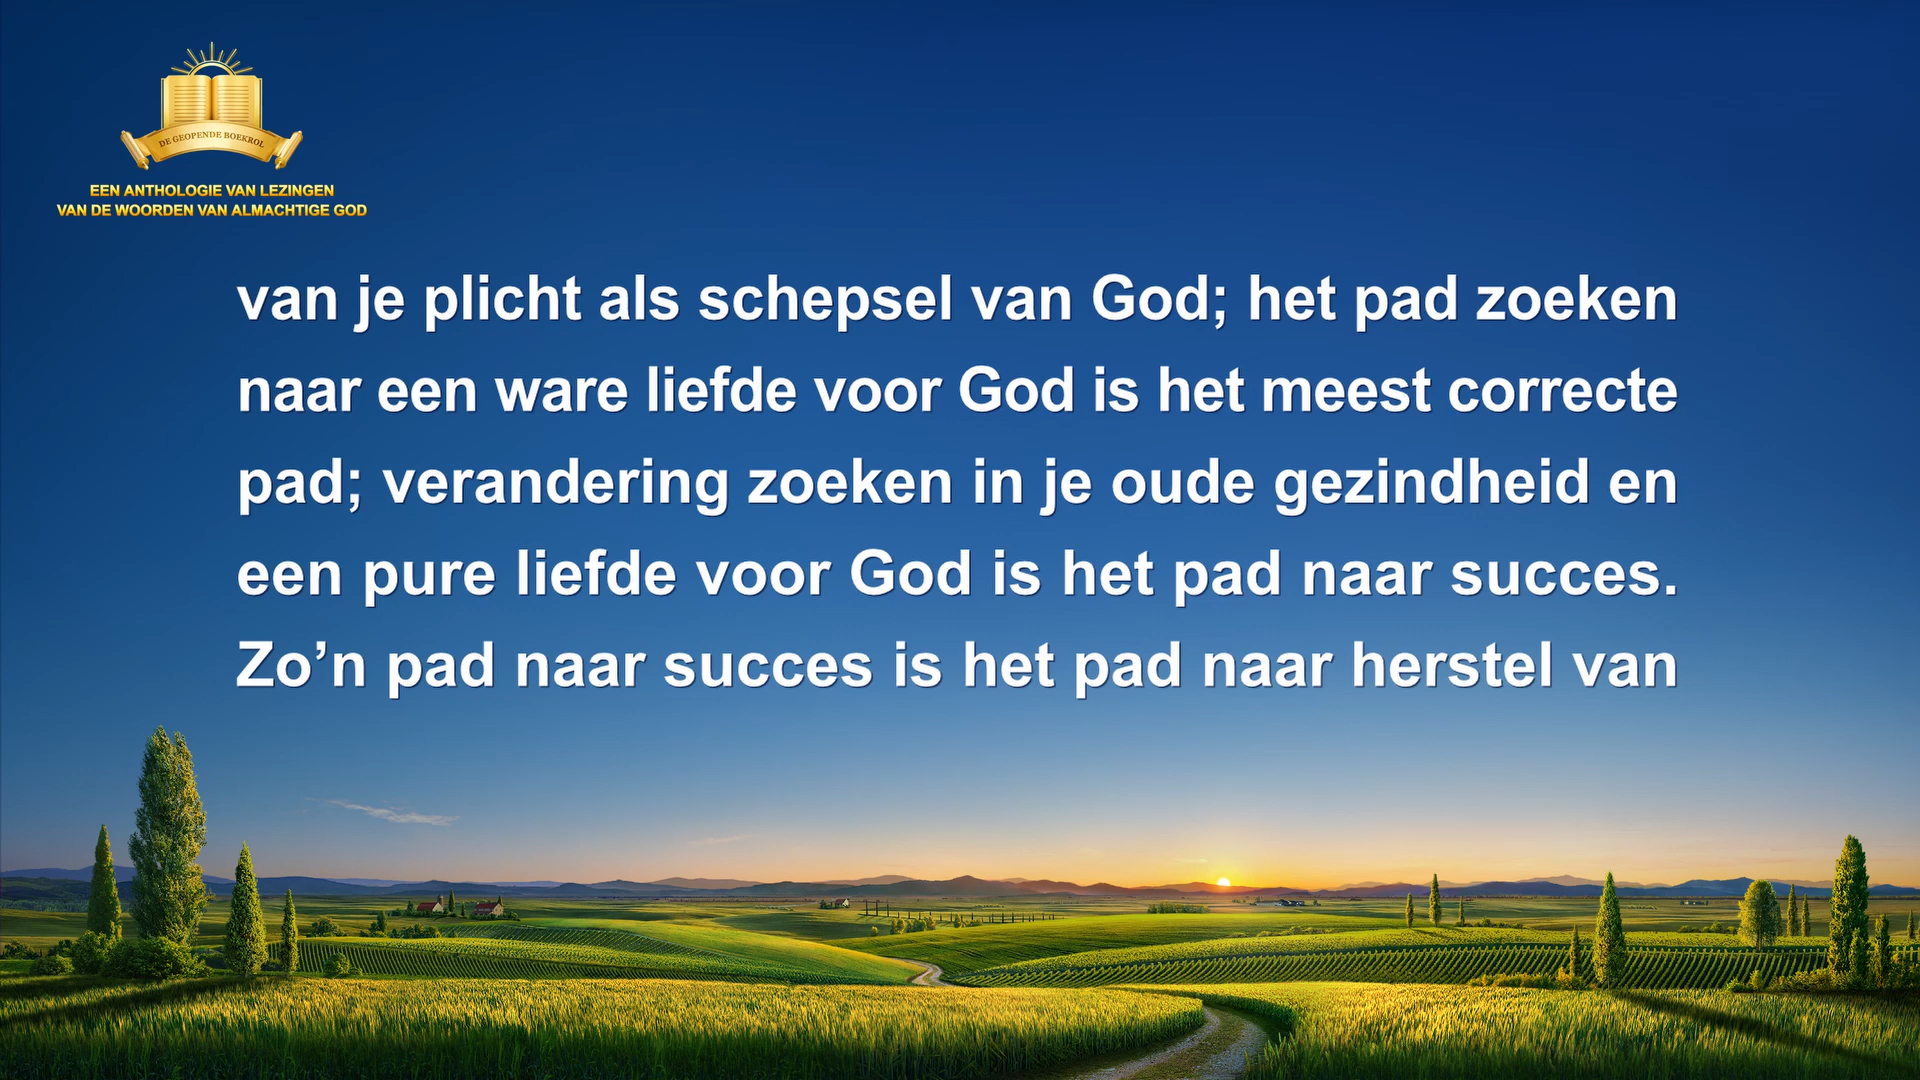 DE GEOPENDE BOEKROL
EEN ANTHOLOGIE VAN LEZINGEN
VAN DE WOORDEN VAN ALMACHTIGE GOD
van je plicht als schepsel van God; het pad zoeken
naar een ware liefde voor God is het meest correcte
pad; verandering zoeken in je oude gezindheid en
een pure liefde voor God is het pad naar succes.
Zo’n pad naar succes is het pad naar herstel van